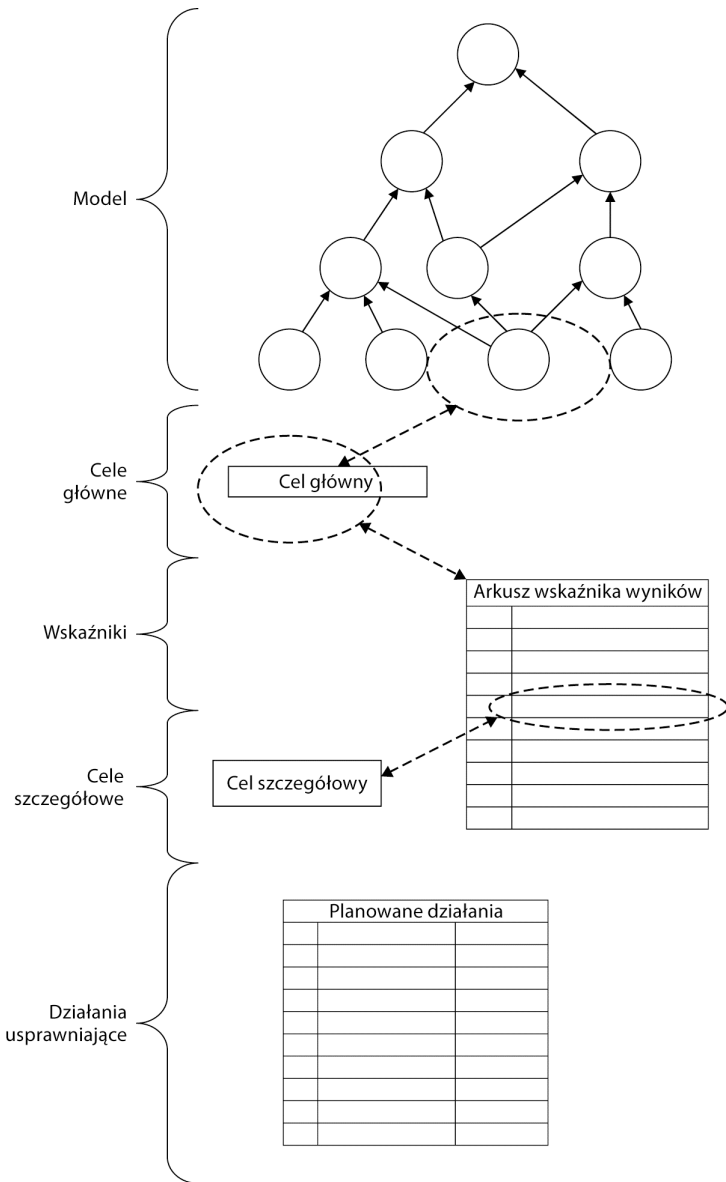 Model
Cele
główne
Cel główny
Arkusz wskaźnika wyników
Wskaźniki
Cele
szczegółowe
Cel szczegółowy
Planowane działania
Działania
usprawniające